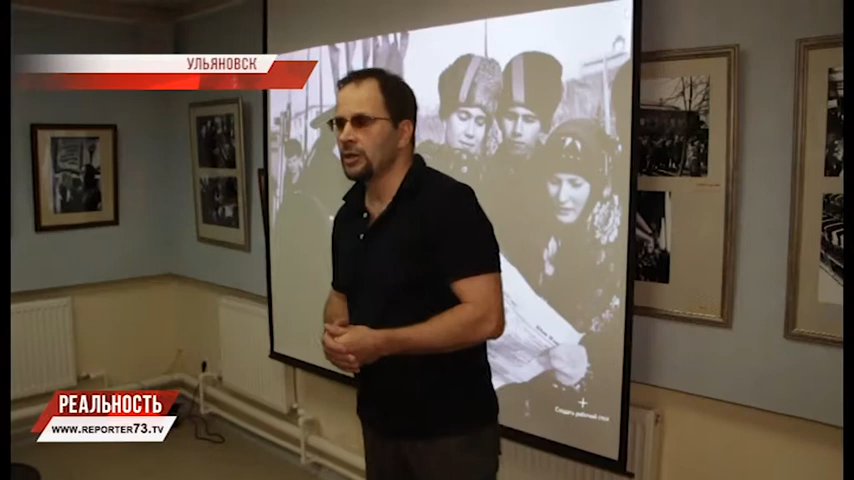 УЛЬЯНОВСК
РЕАЛЬНОСТЬ
WWW.REPORTER73.TV
Создать рабочий стол